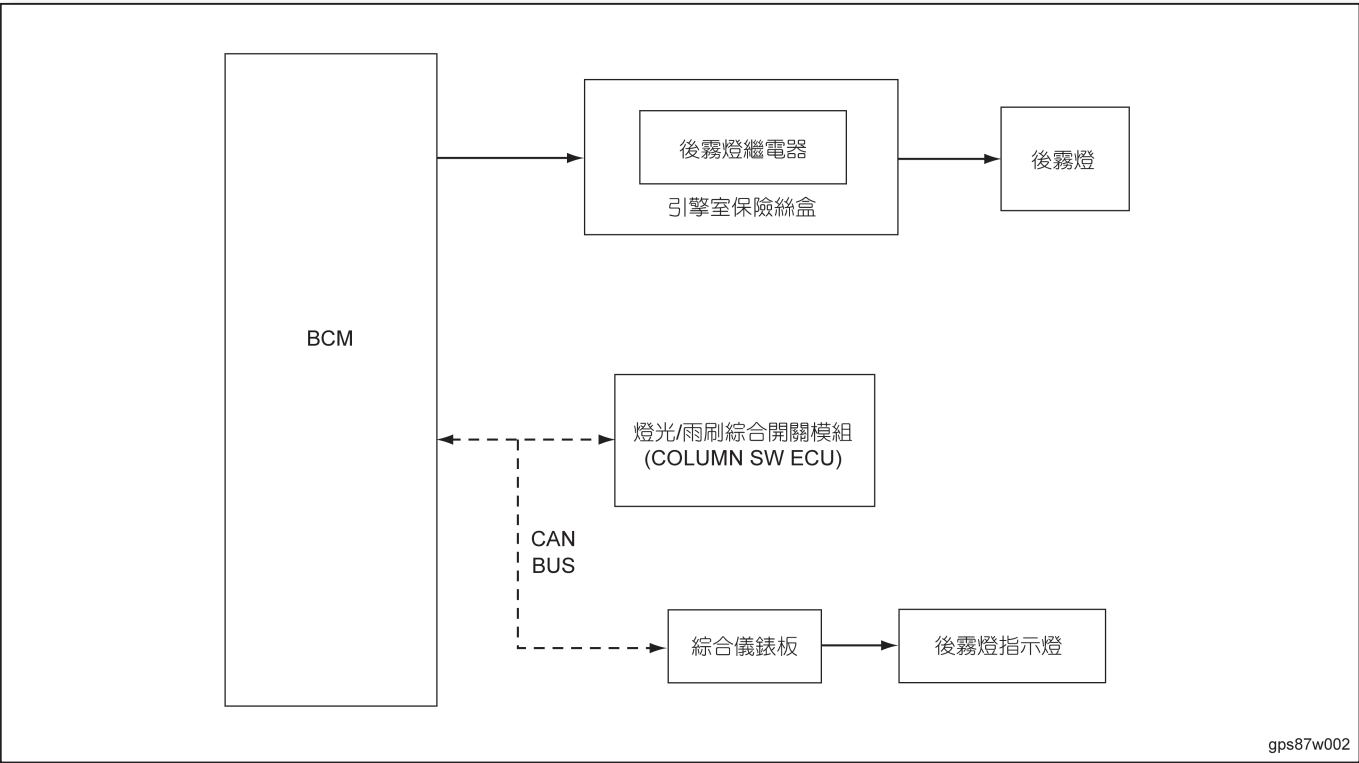 後霧燈繼電器
引擎室保險絲盒
後霧燈
BCM
燈光/雨刷綜合開關模組
(COLUMN SW ECU)
CAN
BUS
綜合儀錶板
後霧燈指示燈
gps87w002